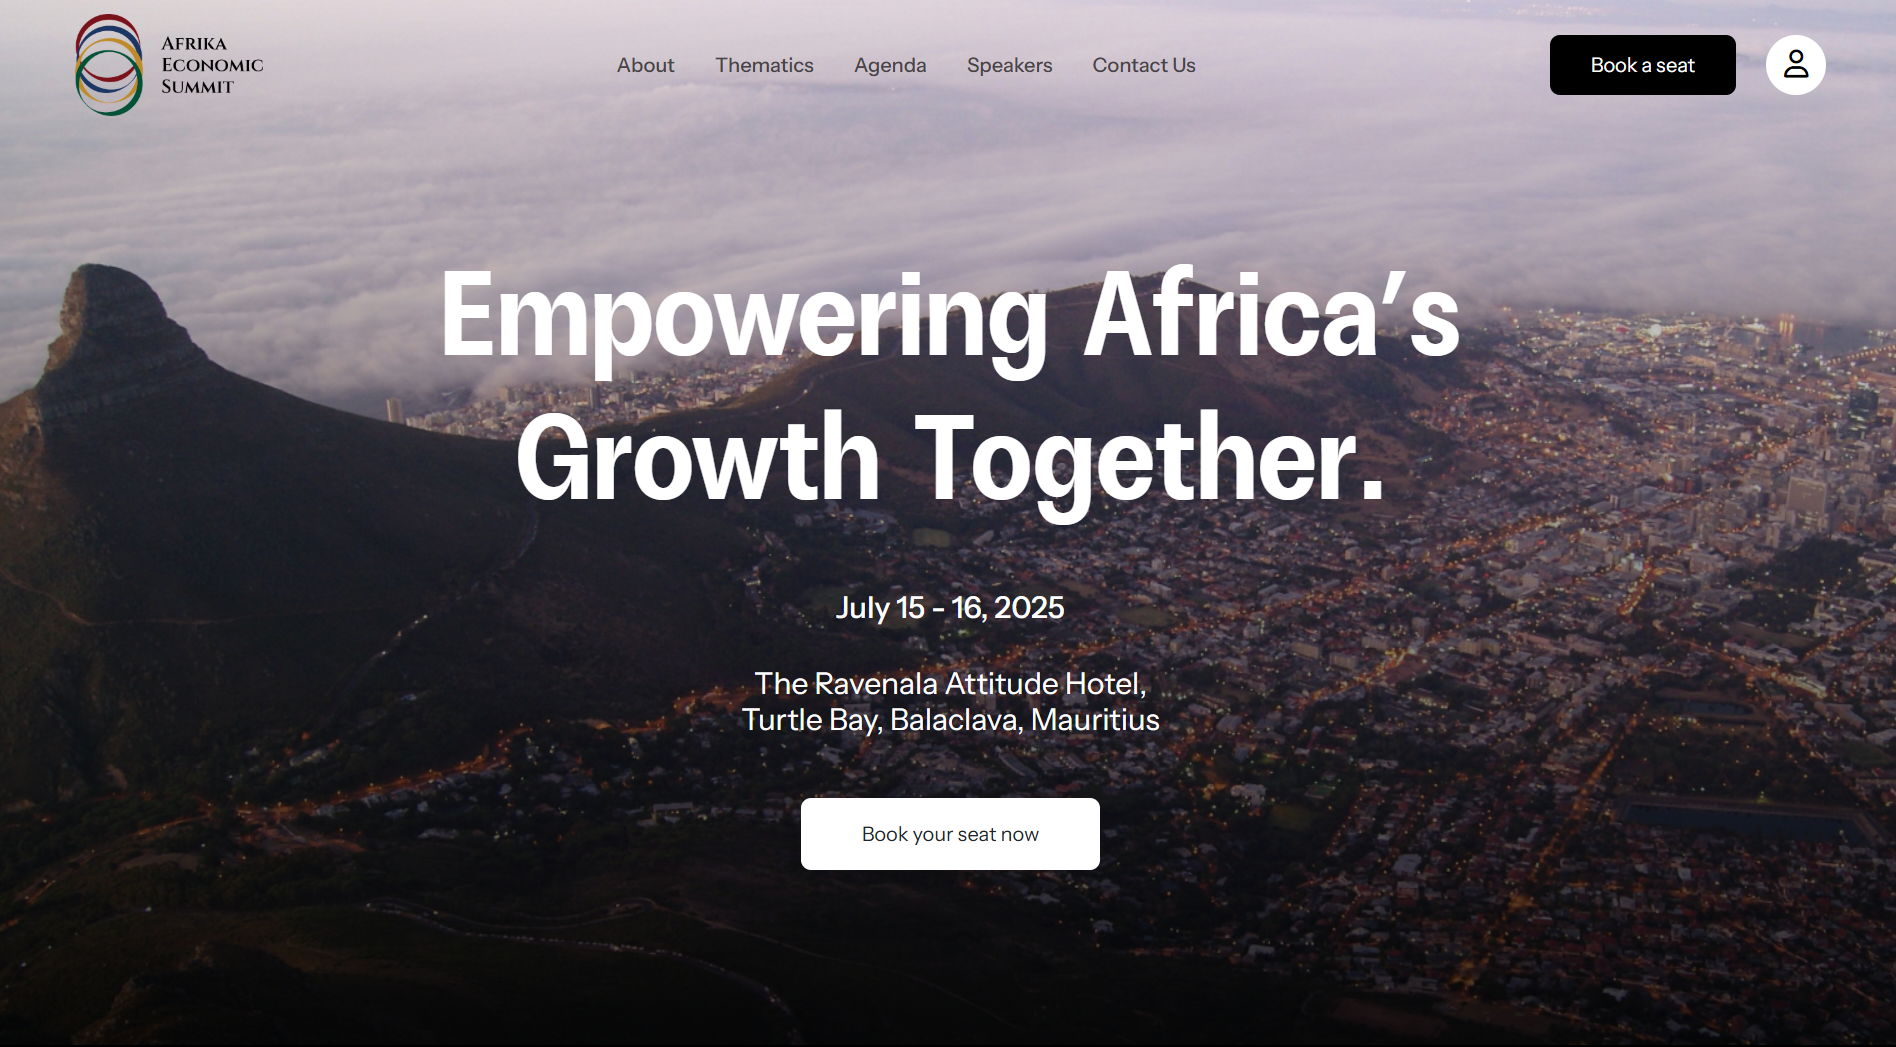 AFRIKA
ECONOMIC
SUMMIT
About
Thematics
Agenda
Speakers
Contact Us
Book a seat
Empowering Africa’s
Growth Together.
July 15 - 16, 2025
The Ravenala Attitude Hotel,
Turtle Bay, Balaclava, Mauritius
Book your seat now